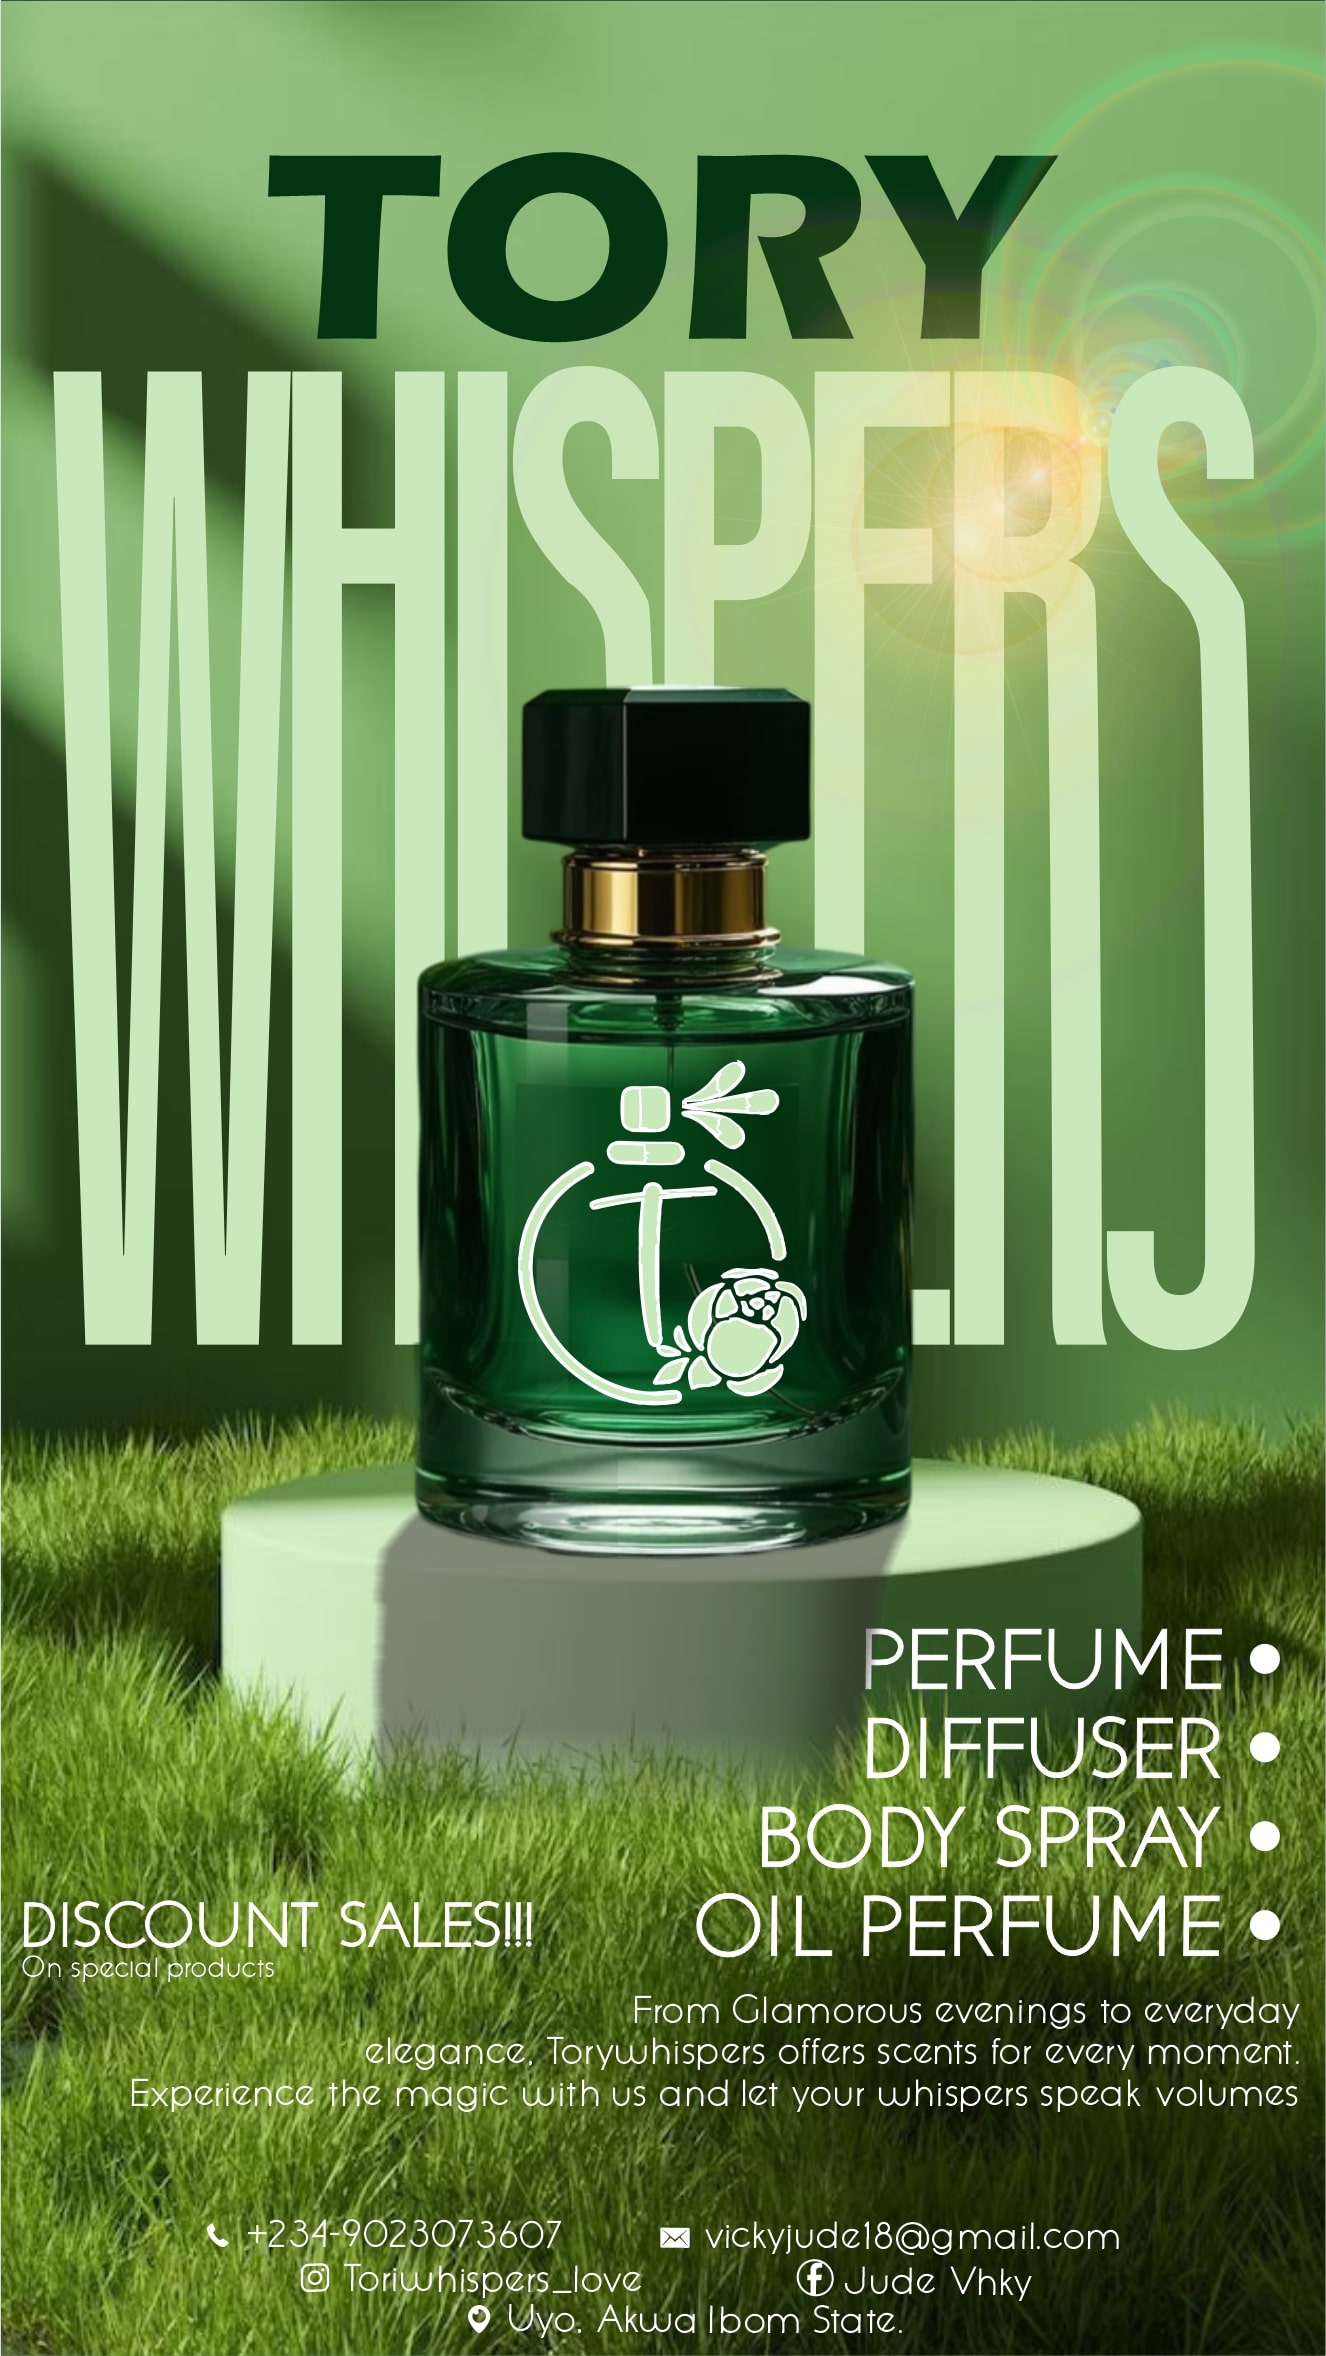 TORY
WHISPERS
T
PERFUME •
DIFFUSER •
BODY SPRAY •
OIL PERFUME •
DISCOUNT SALES!!!
On special products
From Glamorous evenings to everyday
elegance, Torywhispers offers scents for every moment.
Experience the magic with us and let your whispers speak volumes
+234-9023073607
vickyjude18@gmail.com
Toriwhispers_love
Jude Vhky
Uyo, Akwa Ibom State.